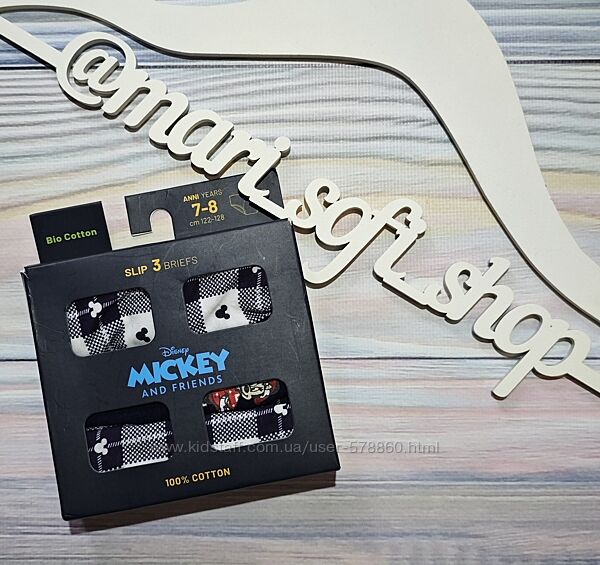 @mari_sofi_shop
ANNI YEARS
7-8
cm 122-128
Bio Cotton
SLIP 3 BRIEFS
Disney
MICKEY
AND FRIENDS
www.kidstaff.com.ua/user-578860.html
100% COTTON